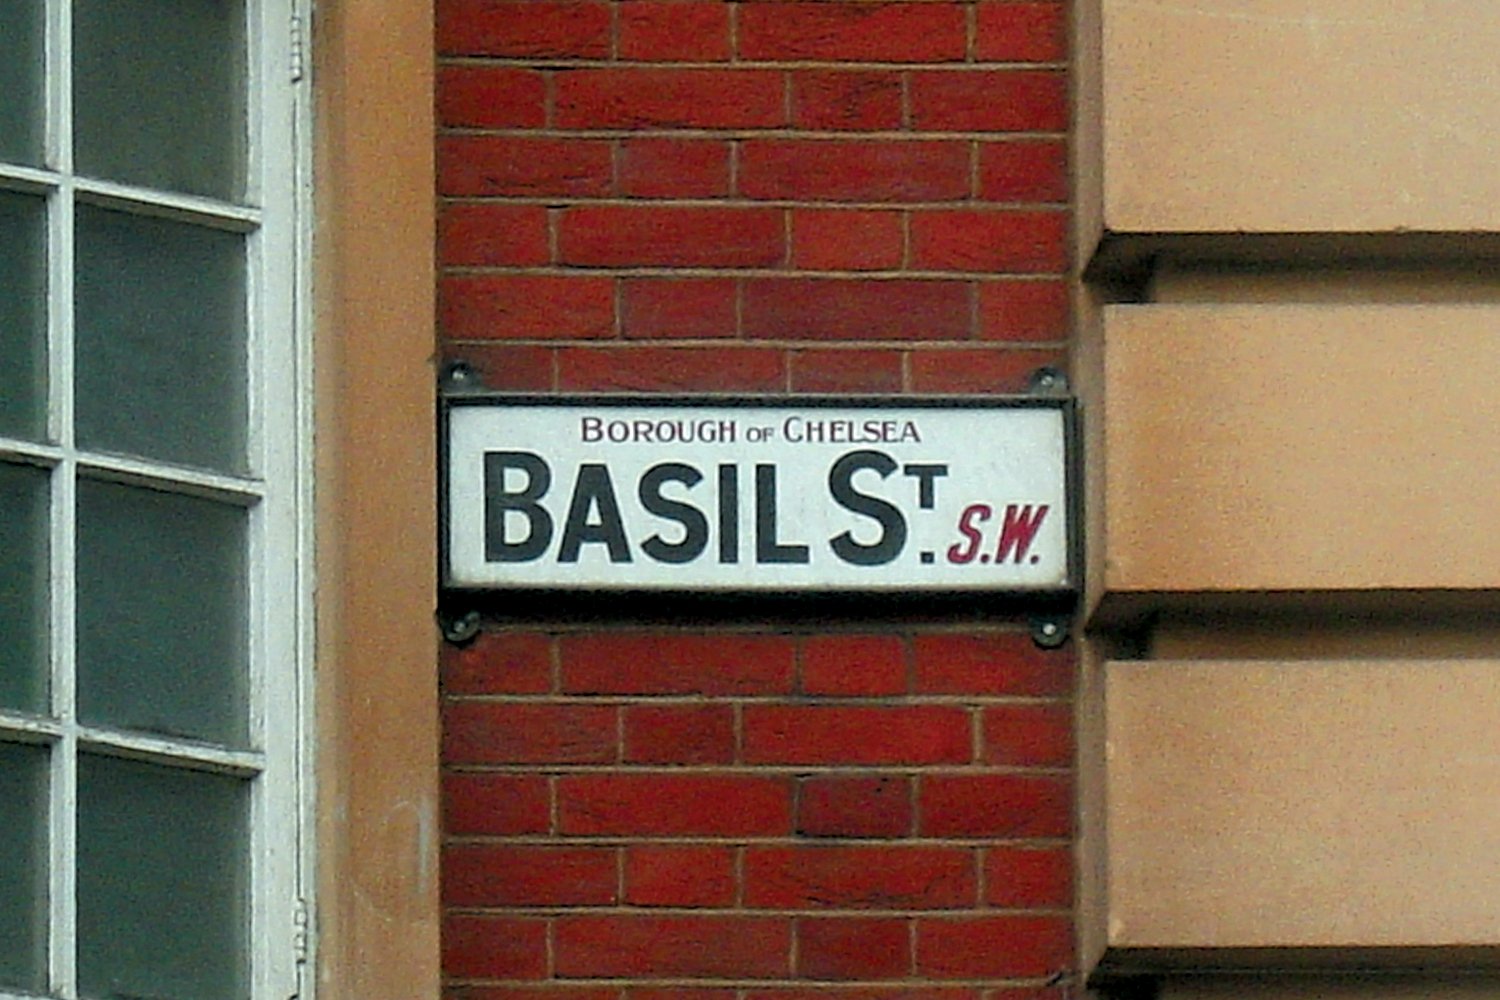 BOROUGH OF CHELSEA
BASIL ST. S.W.